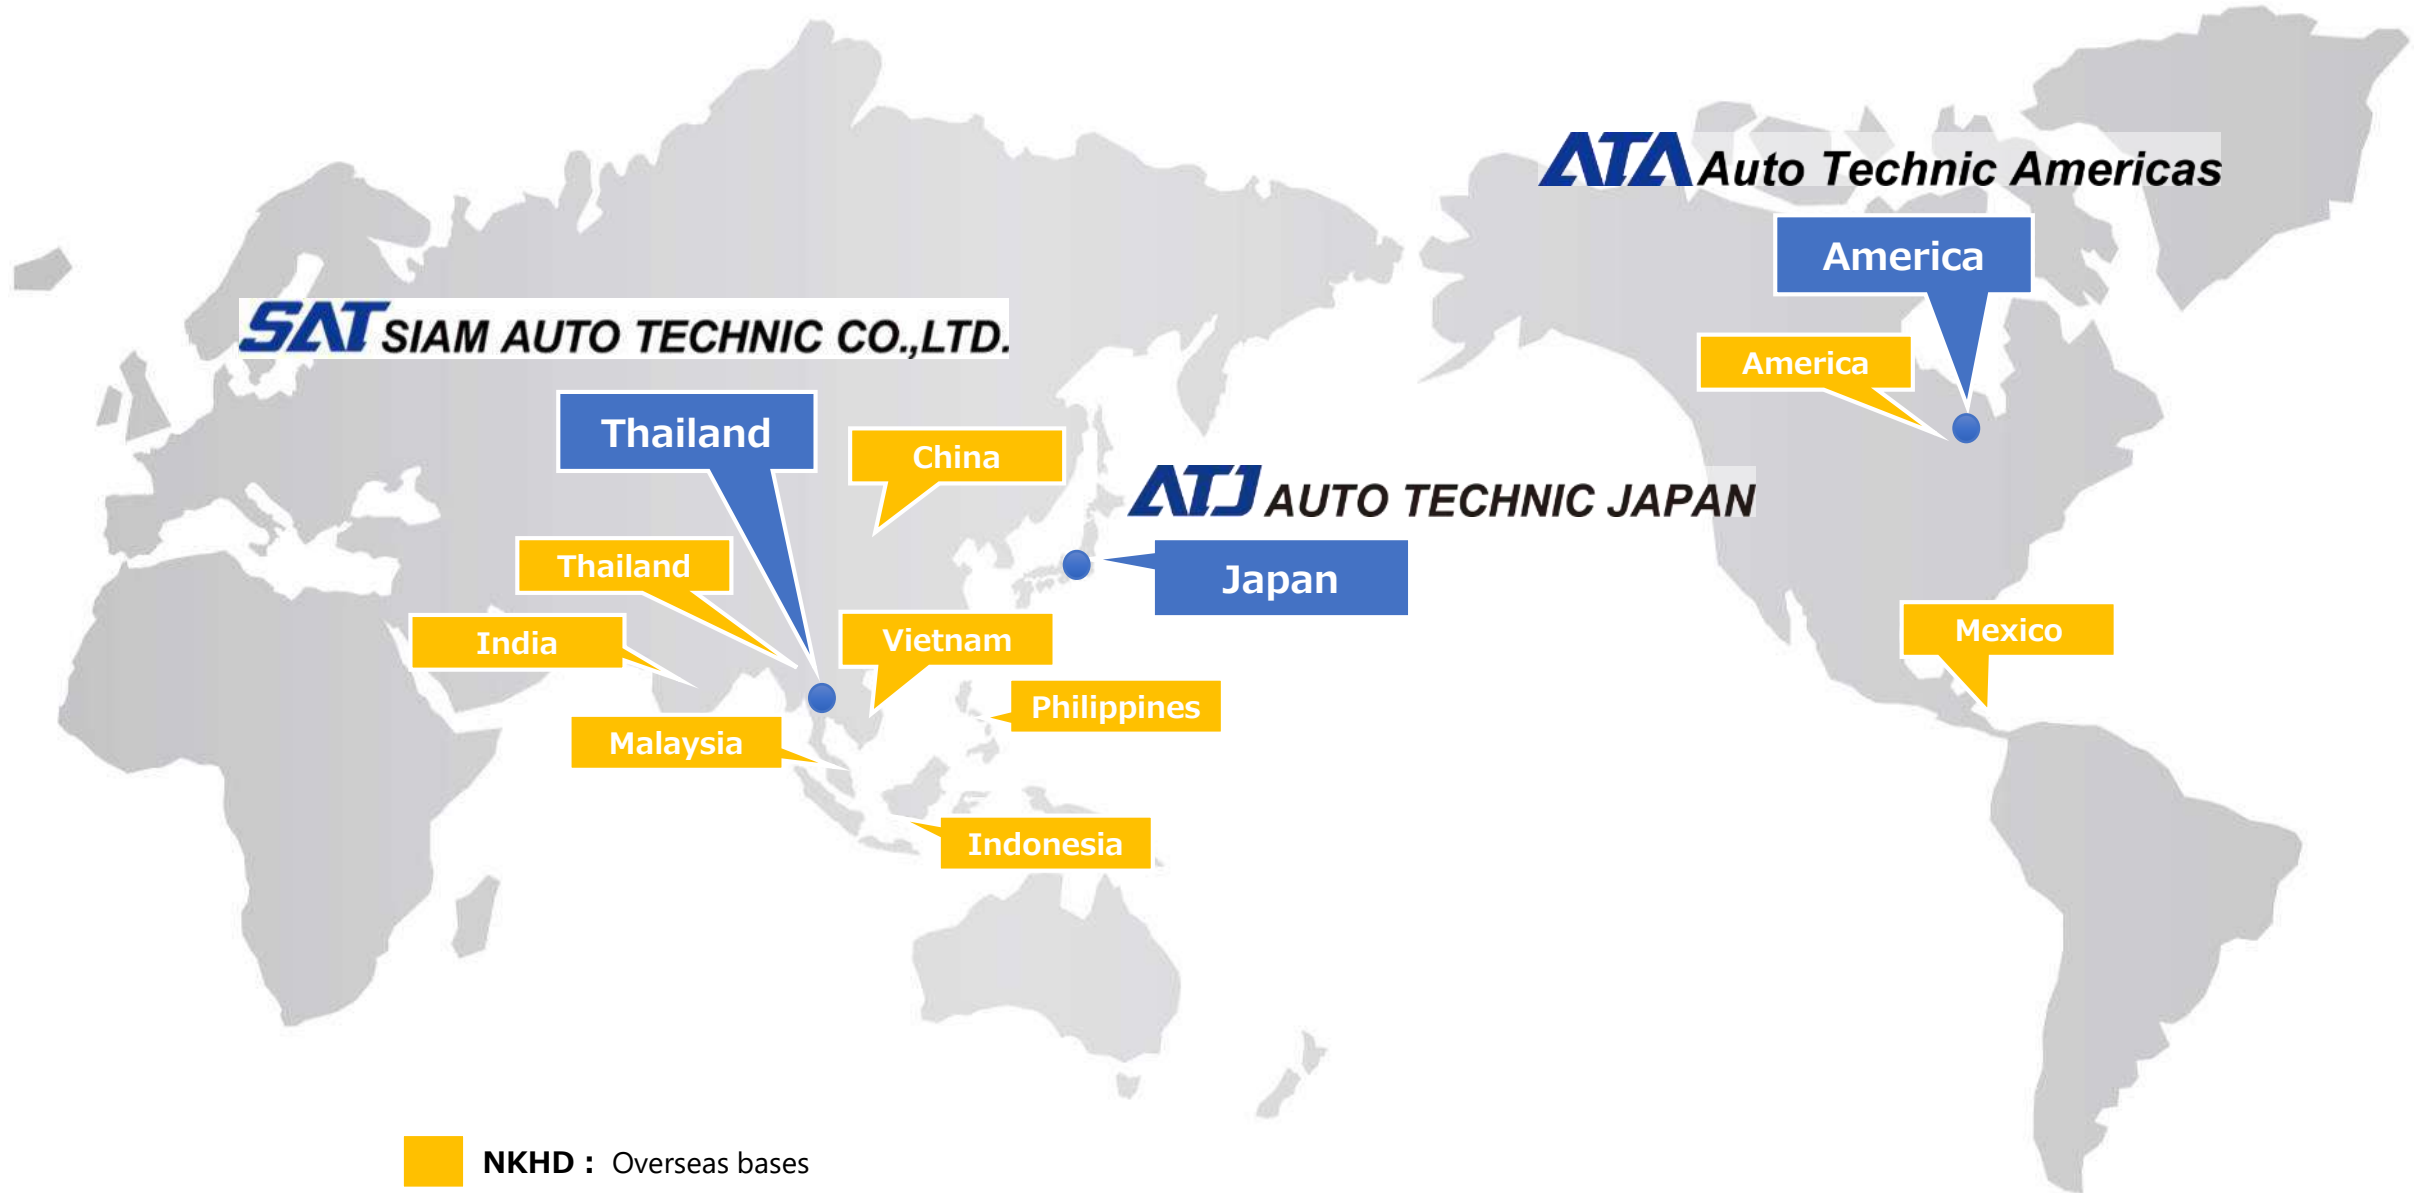 ATA Auto Technic Americas
America
SAT SIAM AUTO TECHNIC CO.,LTD.
America
Thailand
China
ATJ AUTO TECHNIC JAPAN
Thailand
Japan
India
Vietnam
Mexico
Philippines
Malaysia
Indonesia
NKHD : Overseas bases